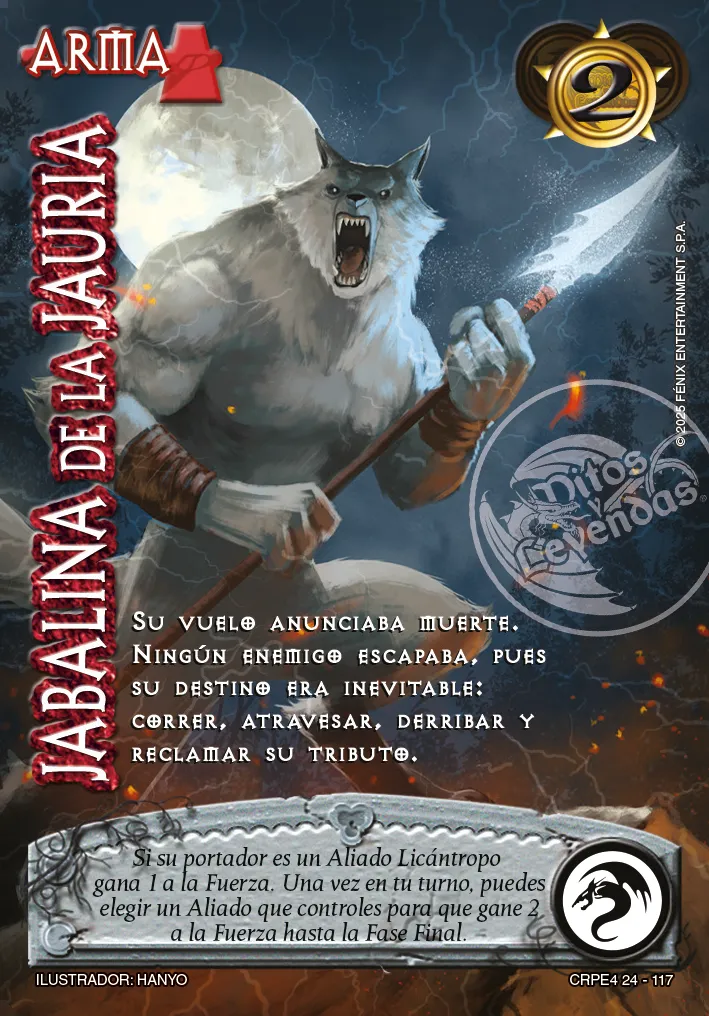 ARMA
2
JABALINA DE LA JAURIA
© 2025 FÉNIX ENTERTAINMENT S.P.A.
Mitos
y
Leyendas®
Su vuelo anunciaba muerte.
Ningún enemigo escapaba, pues
su destino era inevitable:
correr, atravesar, derribar y
reclamar su tributo.
Si su portador es un Aliado Licántropo
gana 1 a la Fuerza. Una vez en tu turno, puedes
elegir un Aliado que controles para que gane 2
a la Fuerza hasta la Fase Final.
ILUSTRADOR: HANYO
CRPE4 24 - 117